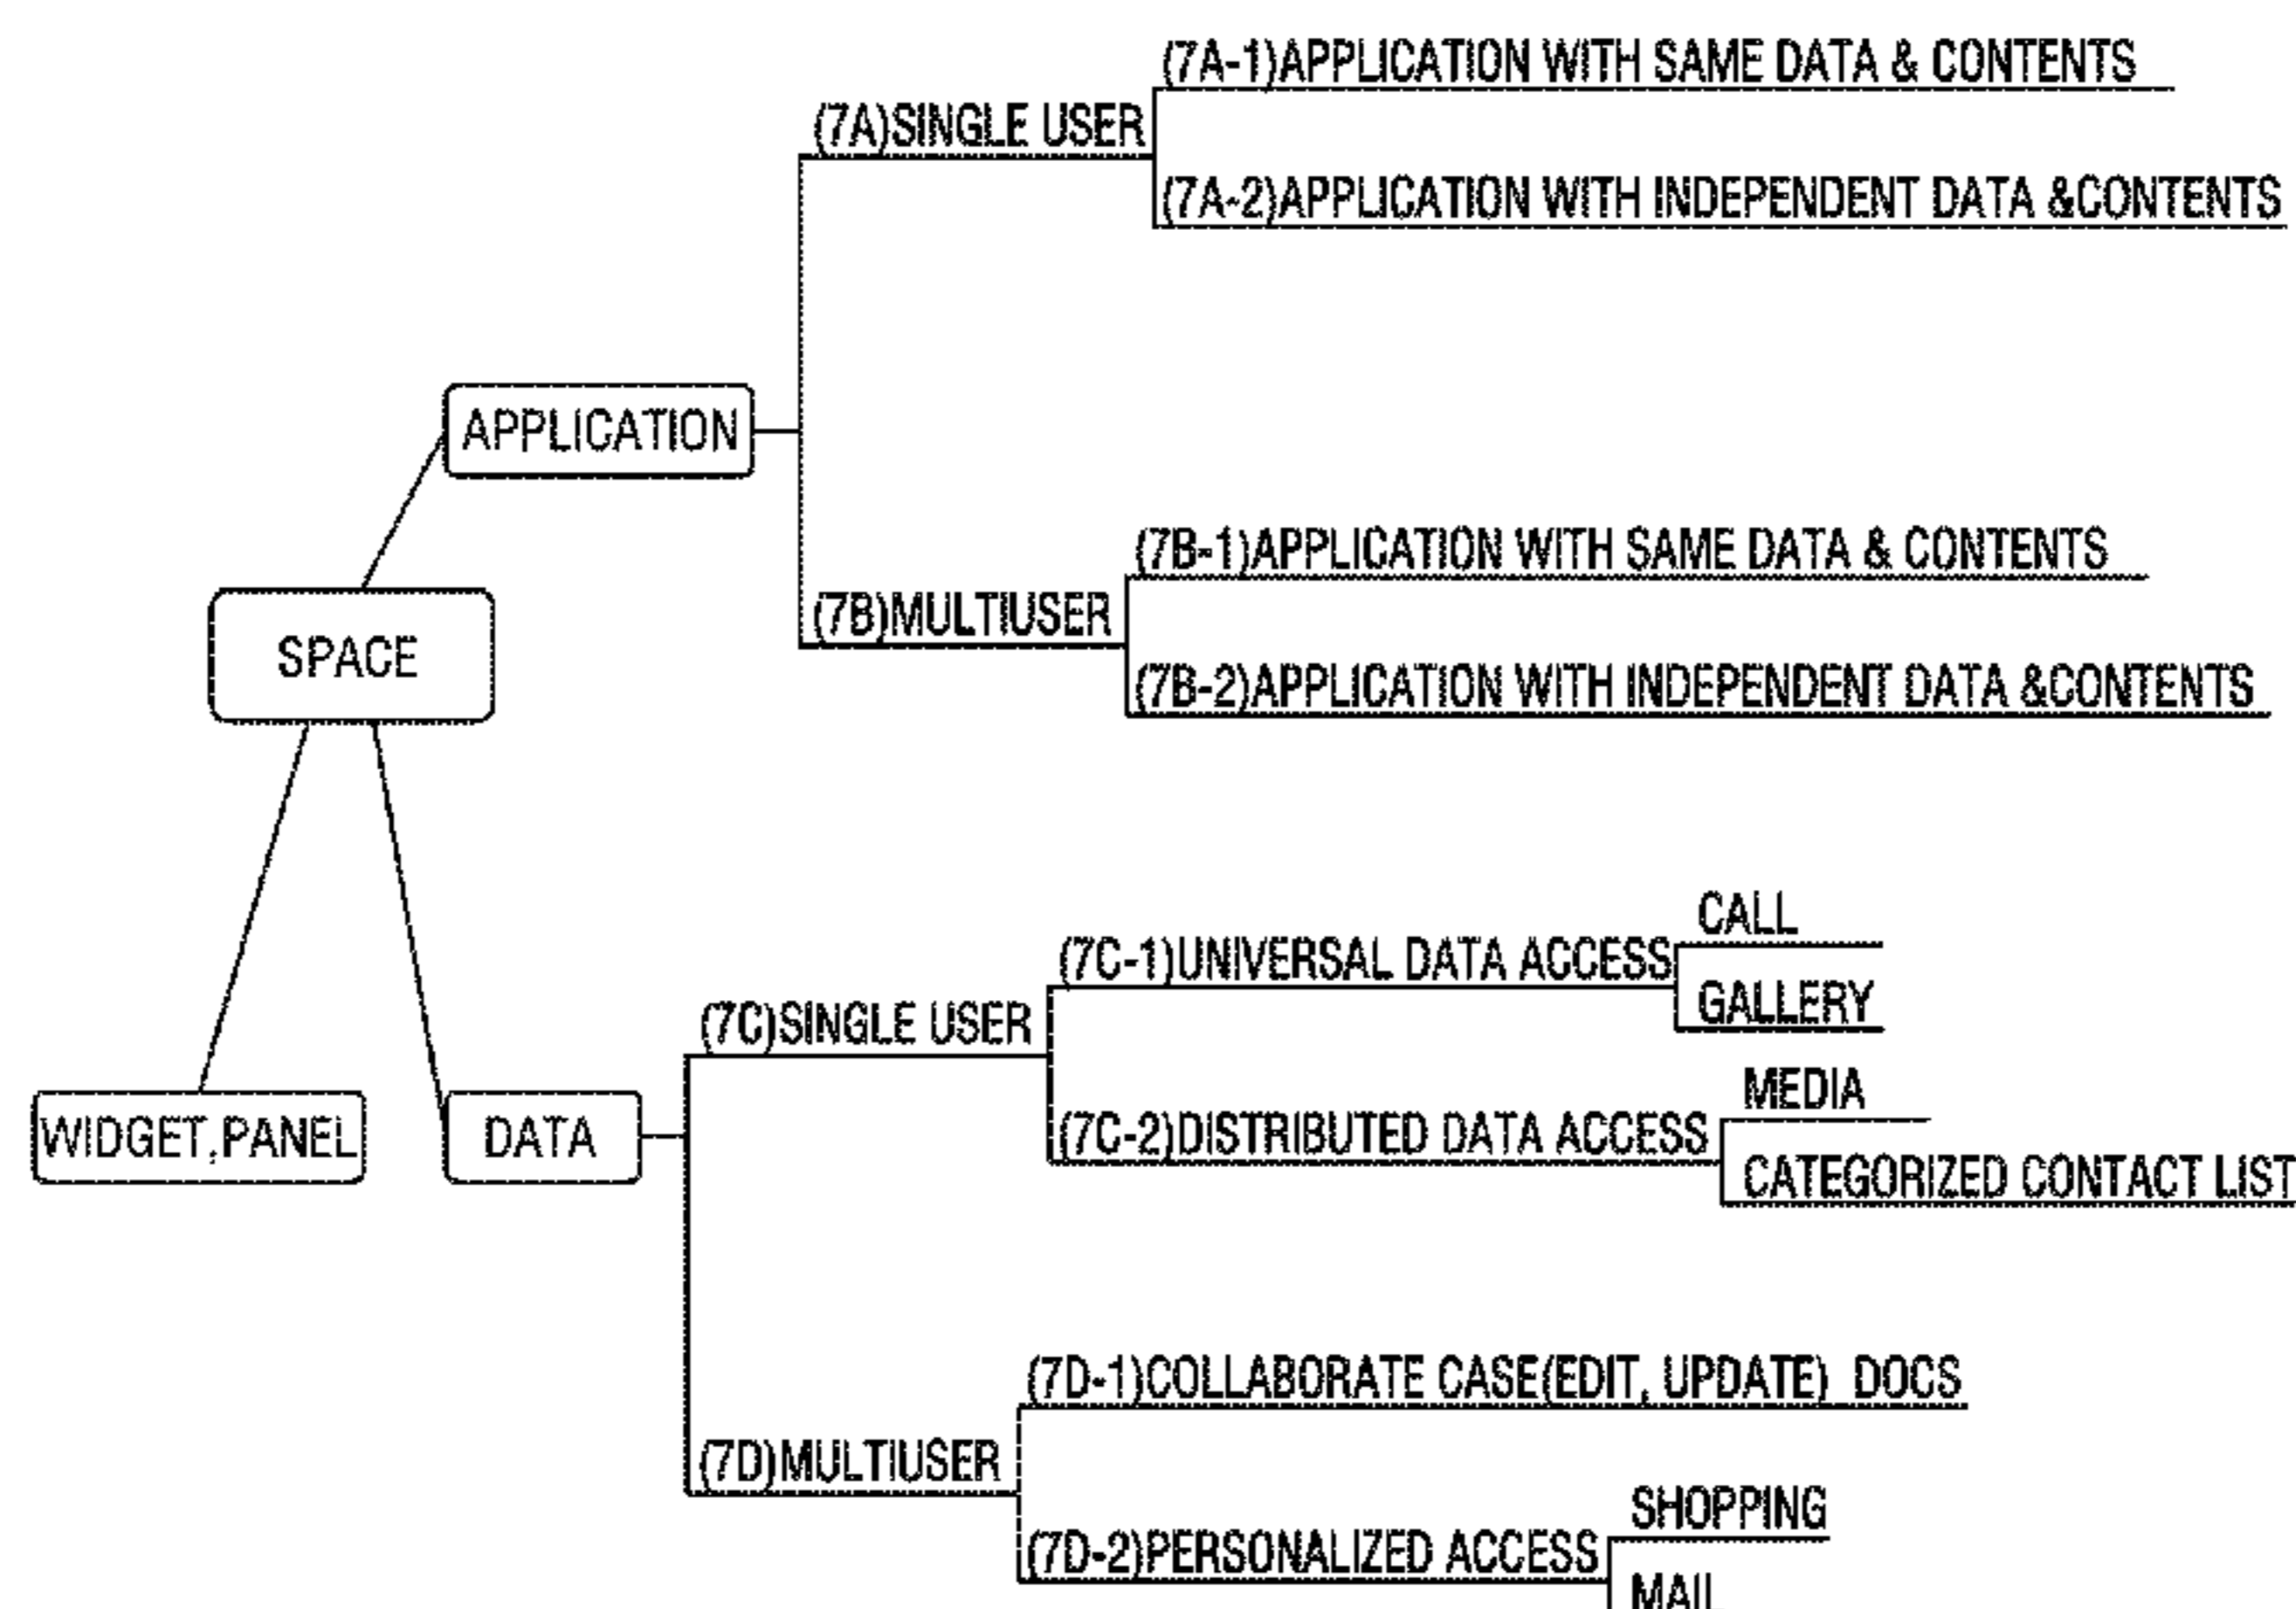 (7A-1)APPLICATION WITH SAME DATA & CONTENTS
(7A)SINGLE USER
(7A-2)APPLICATION WITH INDEPENDENT DATA &CONTENTS
APPLICATION
(7B-1)APPLICATION WITH SAME DATA & CONTENTS
(7B)MULTIUSER
SPACE
(7B-2)APPLICATION WITH INDEPENDENT DATA &CONTENTS
CALL
(7C-1)UNIVERSAL DATA ACCESS
GALLERY
(7C)SINGLE USER
MEDIA
WIDGET,PANEL
DATA
(7C-2)DISTRIBUTED DATA ACCESS
CATEGORIZED CONTACT LIST
(7D-1)COLLABORATE CASE(EDIT, UPDATE) DOCS
(7D)MULTIUSER
SHOPPING
(7D-2)PERSONALIZED ACCESS
MAIL